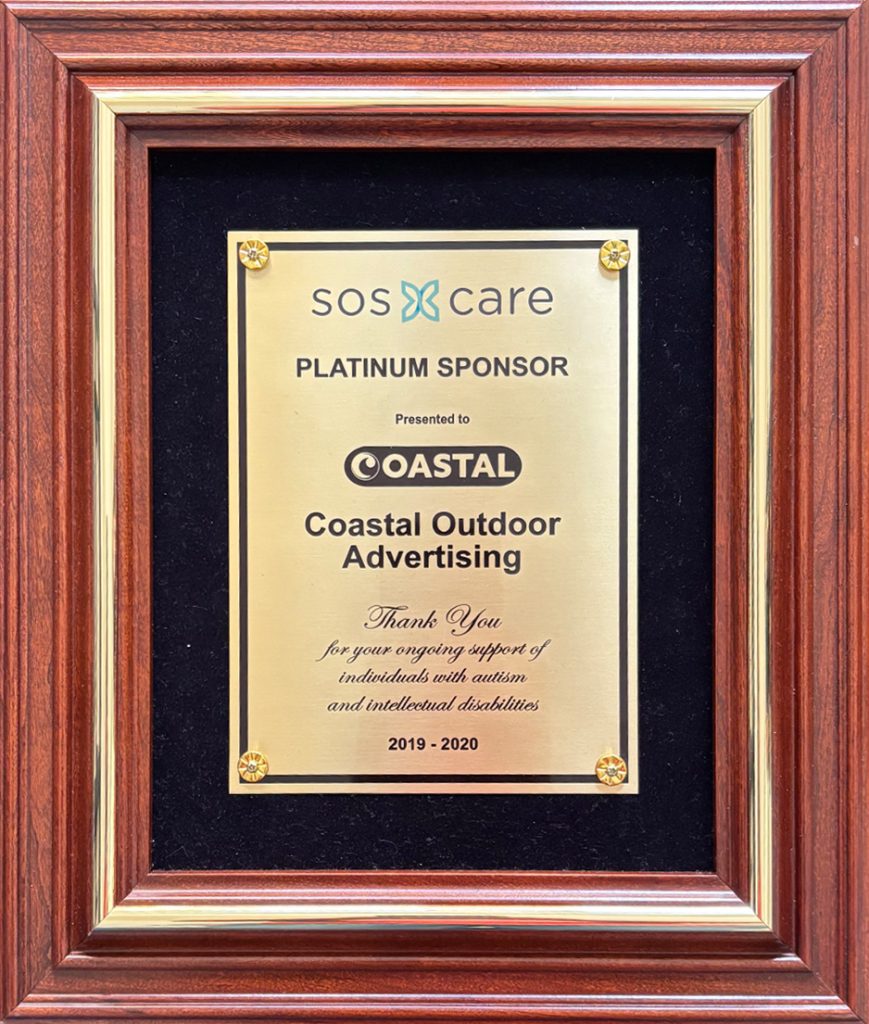 sos care
PLATINUM SPONSOR
Presented to
COASTAL
Coastal Outdoor
Advertising
Thank You
for your ongoing support of
individuals with autism
and intellectual disabilities
2019 - 2020